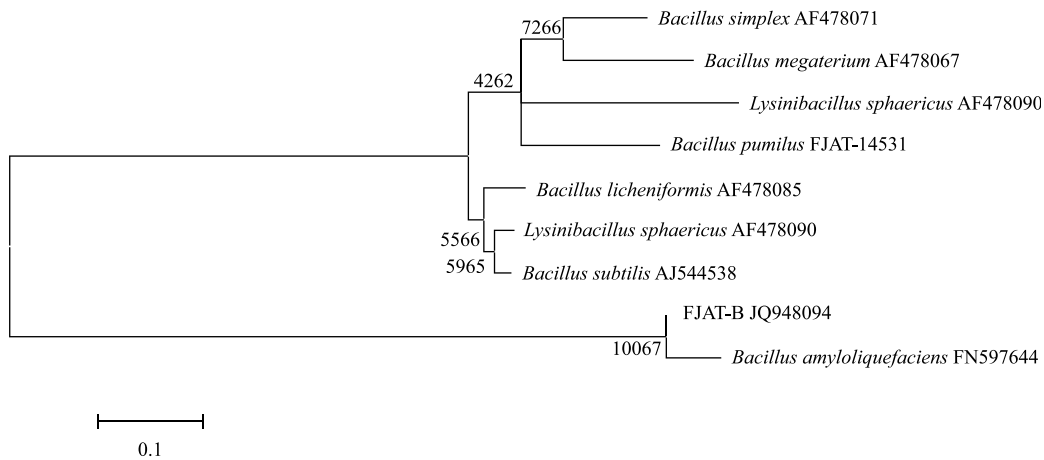 7266
Bacillus simplex AF478071
Bacillus megaterium AF478067
4262
Lysinibacillus sphaericus AF478090
Bacillus pumilus FJAT-14531
Bacillus licheniformis AF478085
5566
Lysinibacillus sphaericus AF478090
5965
Bacillus subtilis AJ544538
FJAT-B JQ948094
10067
Bacillus amyloliquefaciens FN597644
0.1